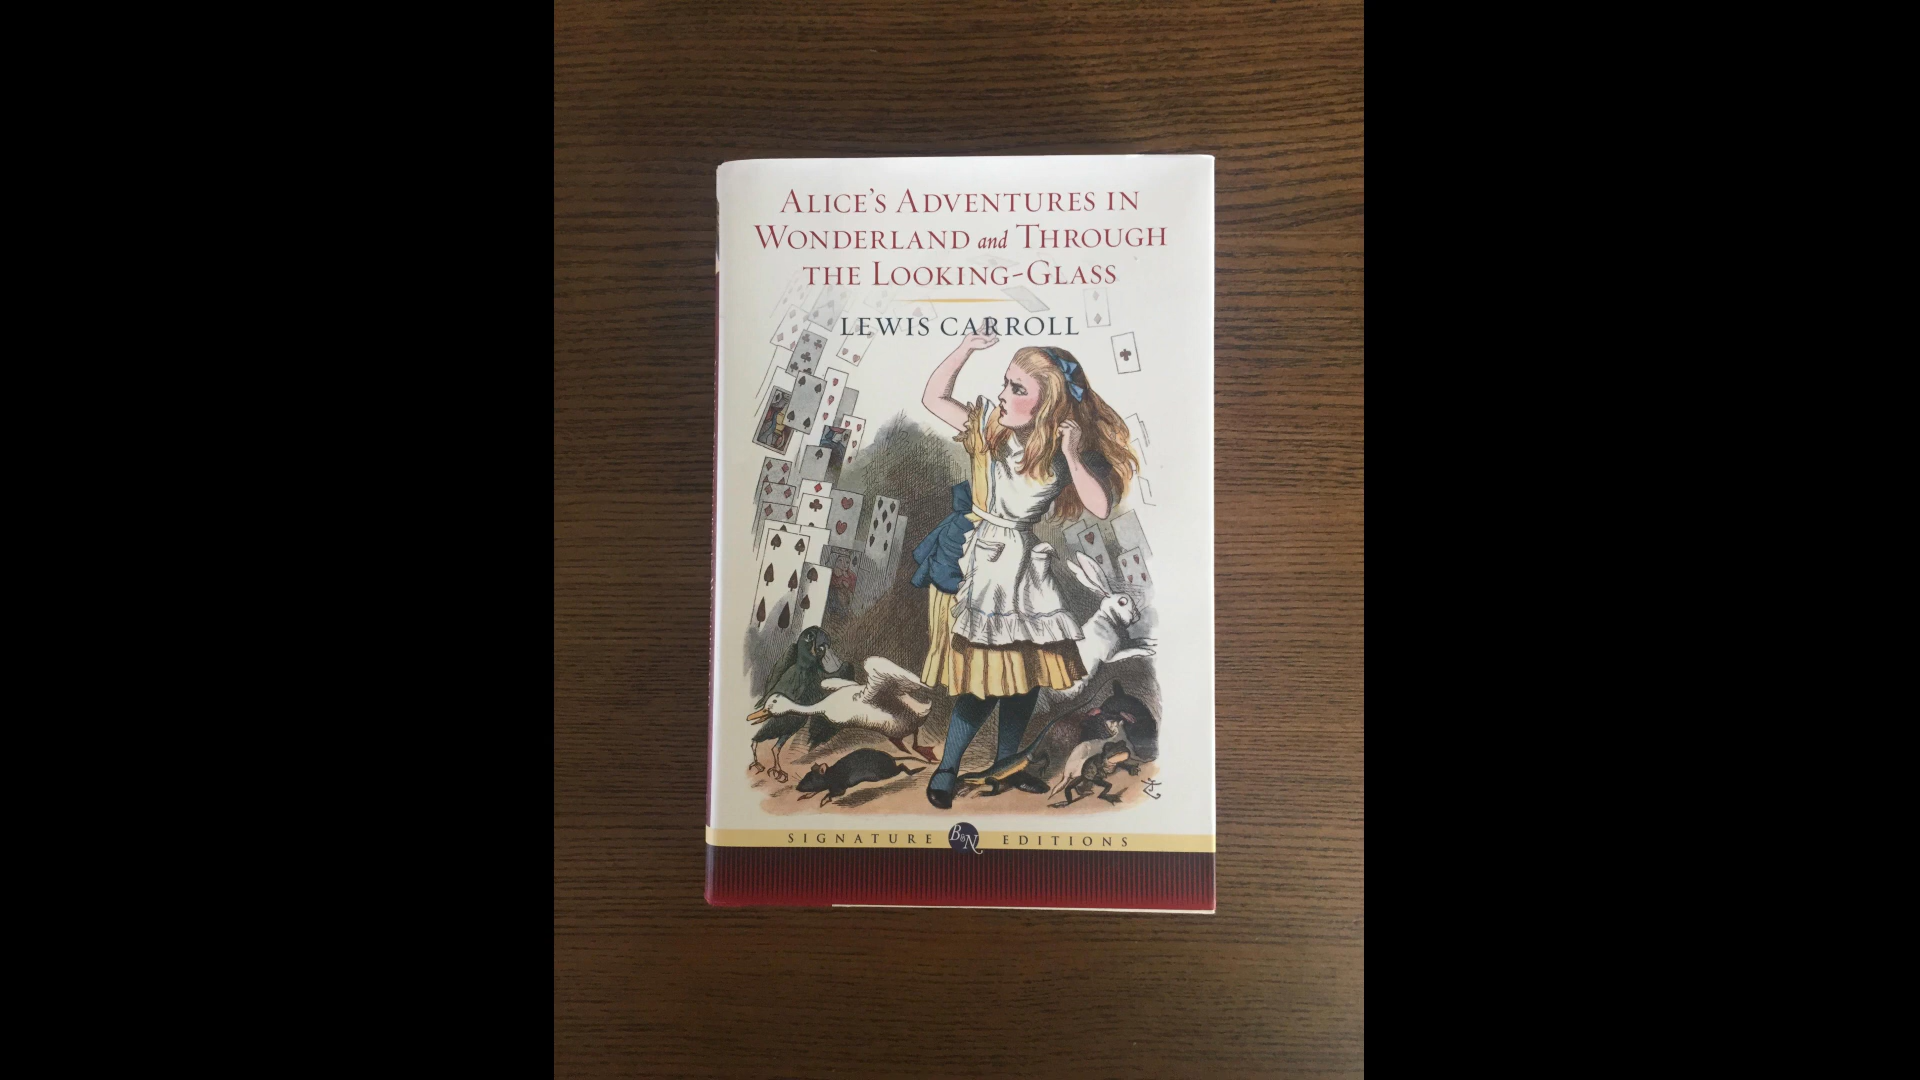 ALICE'S ADVENTURES IN
WONDERLAND and THROUGH
THE LOOKING-GLASS
LEWIS CARROLL
SIGNATURE B&N EDITIONS